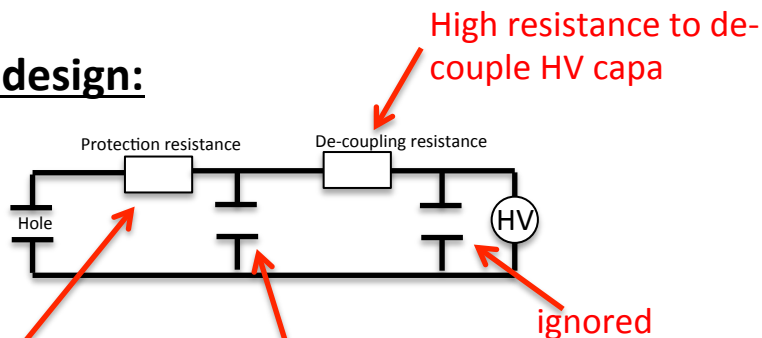 High resistance to de-
couple HV capa
design:
Protection resistance
De-coupling resistance
Hole
HV
ignored